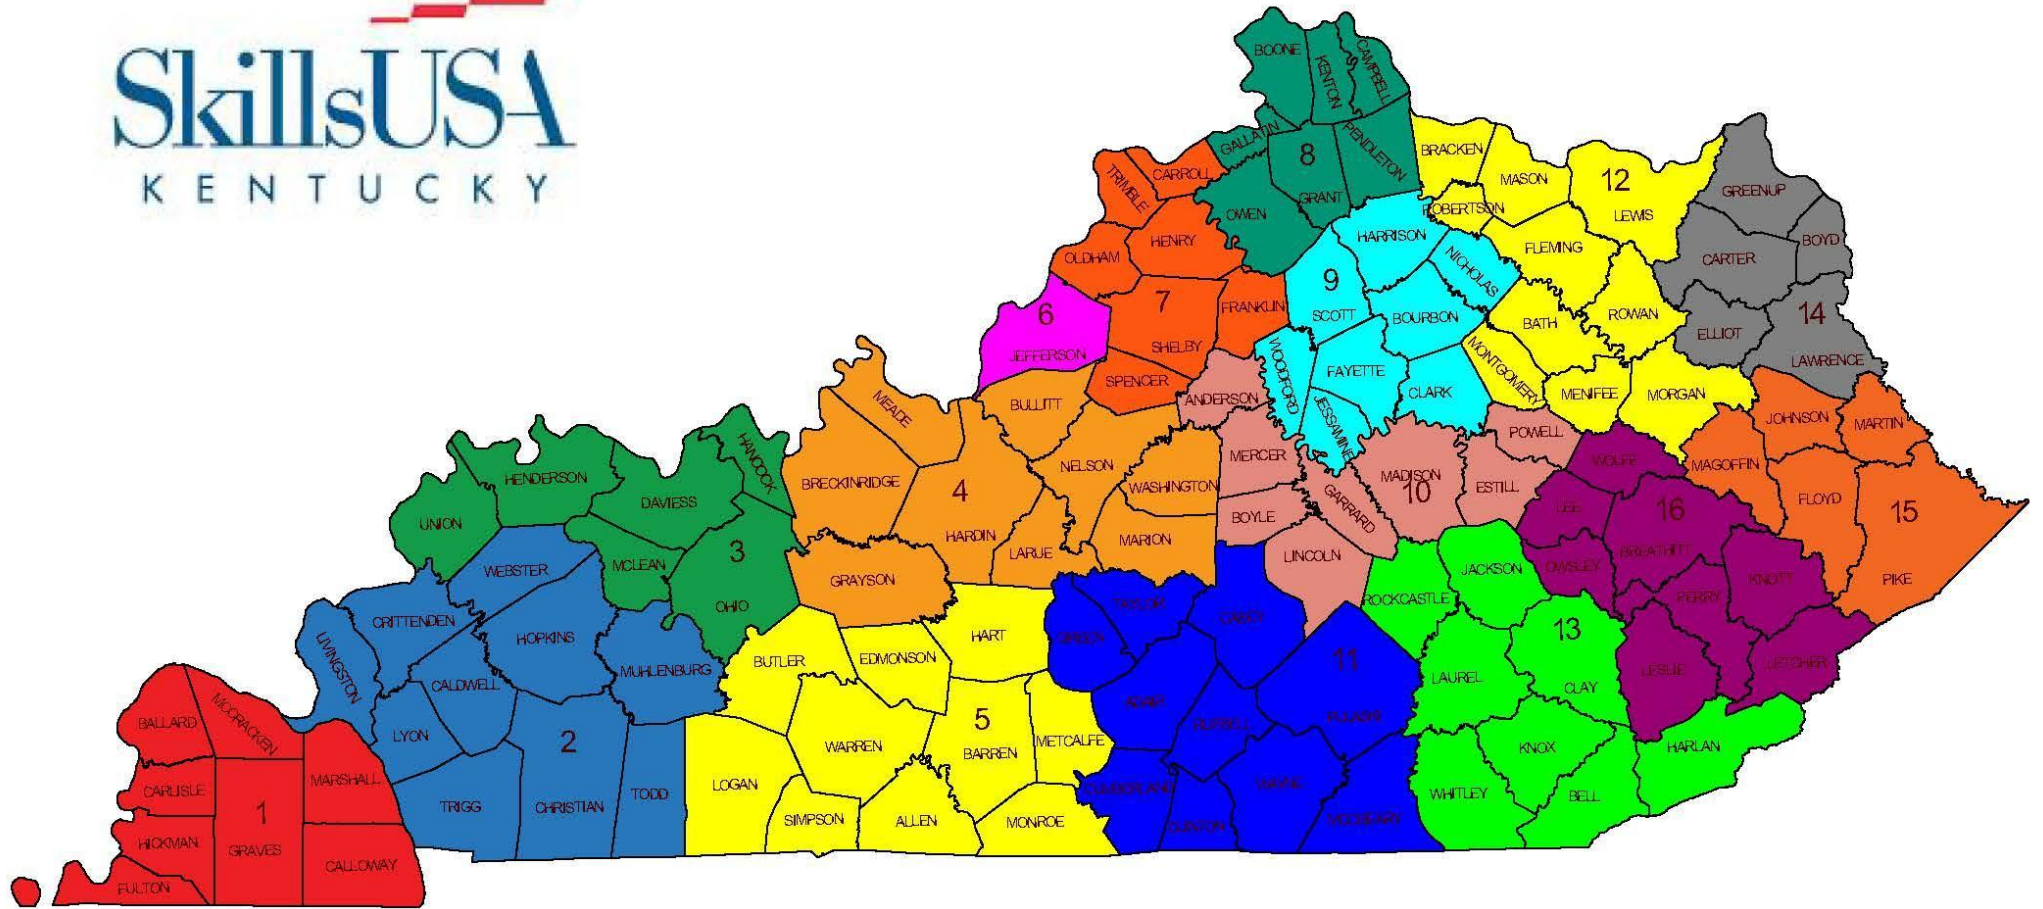 SkillsUSA
KENTUCKY
BOONE
KENTON
CAMPBELL
GALLATIN
8
PENDLETON
GRANT
OWEN
BRACKEN
MASON
12
LEWIS
ROBERTSON
FLEMING
BATH
ROWAN
MONTGOMERY
MENIFEE
MORGAN
GREENUP
CARTER
BOYD
ELLIOT
14
LAWRENCE
TRIMBLE
CARROLL
HENRY
OLDHAM
7
SHELBY
FRANKLIN
SPENCER
6
JEFFERSON
HARRISON
NICHOLAS
9
SCOTT
BOURBON
WOODFORD
FAYETTE
CLARK
JESSAMINE
ANDERSON
MERCER
BOYLE
GARRARD
MADISON
10
ESTILL
POWELL
LINCOLN
JOHNSON
MARTIN
MAGOFFIN
FLOYD
15
PIKE
WOLFE
LEE
16
BREATHITT
OWSLEY
PERRY
KNOTT
LESLIE
LETCHER
MEADE
BULLITT
BRECKINRIDGE
4
HARDIN
NELSON
WASHINGTON
LARUE
MARION
GRAYSON
HANCOCK
HENDERSON
DAVIESS
UNION
MCLEAN
3
OHIO
WEBSTER
CRITTENDEN
HOPKINS
LIVINGSTON
CALDWELL
MUHLENBURG
LYON
2
TRIGG
CHRISTIAN
TODD
BALLARD
MCCRACKEN
CARLISLE
MARSHALL
1
HICKMAN
GRAVES
CALLOWAY
FULTON
HART
BUTLER
EDMONSON
5
WARREN
BARREN
METCALFE
LOGAN
SIMPSON
ALLEN
MONROE
TAYLOR
GREEN
CASEY
11
ADAIR
RUSSELL
PULASKI
CUMBERLAND
WAYNE
CLINTON
MCCREARY
JACKSON
ROCKCASTLE
13
LAUREL
CLAY
KNOX
HARLAN
WHITLEY
BELL